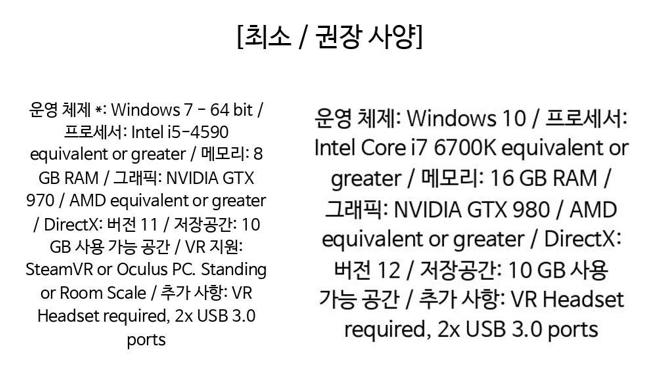 [최소 / 권장 사양]
운영 체제 *: Windows 7 - 64 bit /
프로세서: Intel i5-4590
equivalent or greater / 메모리: 8
GB RAM / 그래픽: NVIDIA GTX
970 / AMD equivalent or greater
/ DirectX: 버전 11 / 저장공간: 10
GB 사용 가능 공간 / VR 지원:
SteamVR or Oculus PC. Standing
or Room Scale / 추가 사항: VR
Headset required, 2x USB 3.0
ports
운영 체제: Windows 10 / 프로세서:
Intel Core i7 6700K equivalent or
greater / 메모리: 16 GB RAM /
그래픽: NVIDIA GTX 980 / AMD
equivalent or greater / DirectX:
버전 12 / 저장공간: 10 GB 사용
가능 공간 / 추가 사항: VR Headset
required, 2x USB 3.0 ports